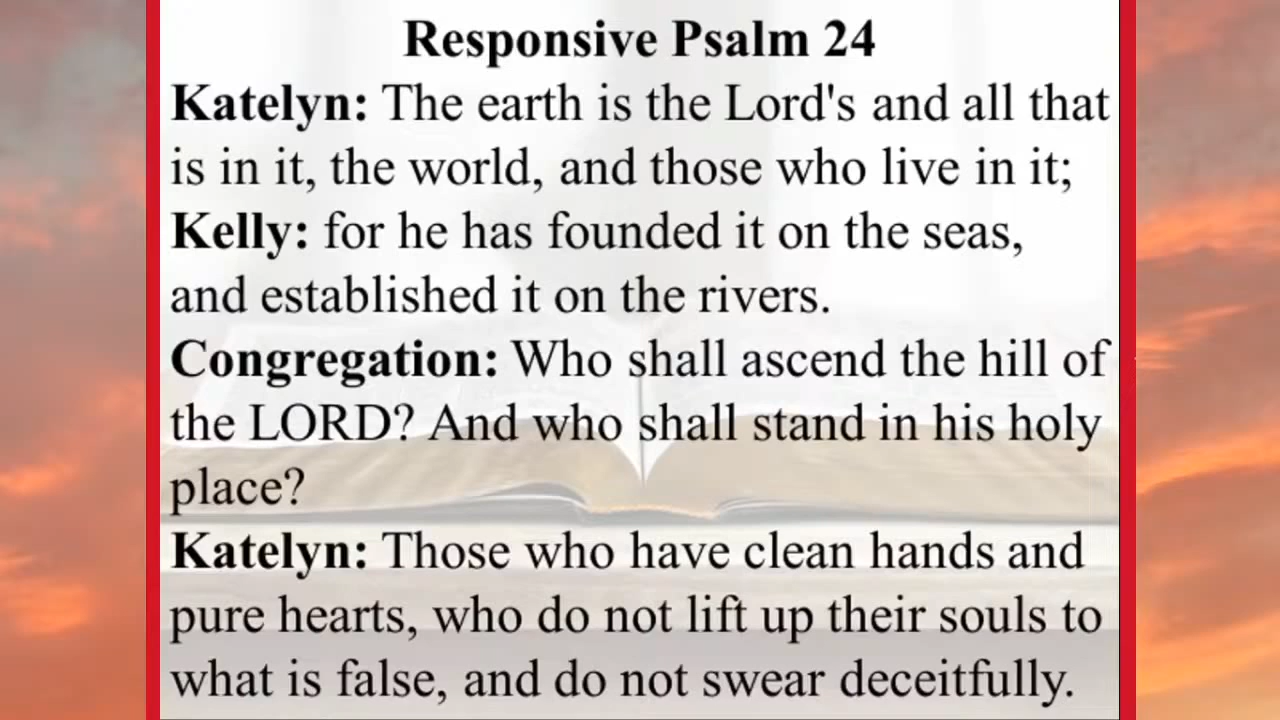 Responsive Psalm 24
Katelyn: The earth is the Lord's and all that
is in it, the world, and those who live in it;
Kelly: for he has founded it on the seas,
and established it on the rivers.
Congregation: Who shall ascend the hill of
the LORD? And who shall stand in his holy
place?
Katelyn: Those who have clean hands and
pure hearts, who do not lift up their souls to
what is false, and do not swear deceitfully.